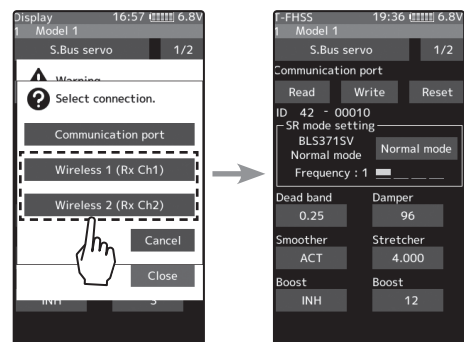 Display 16:57 6.8V
1 Model 1
S.Bus servo 1/2
Warning
Select connection.
Communication port
Wireless 1 (Rx Ch1)
Wireless 2 (Rx Ch2)
Cancel
Close
INH 3
T-FHSS 19:36 6.8V
1 Model 1
S.Bus servo 1/2
Communication port
Read Write Reset
ID 42 - 00010
SR mode setting
BLS371SV
Normal mode Normal mode
Frequency : 1
Dead band Damper
0.25 96
Smoother Stretcher
ACT 4.000
Boost Boost
INH 12